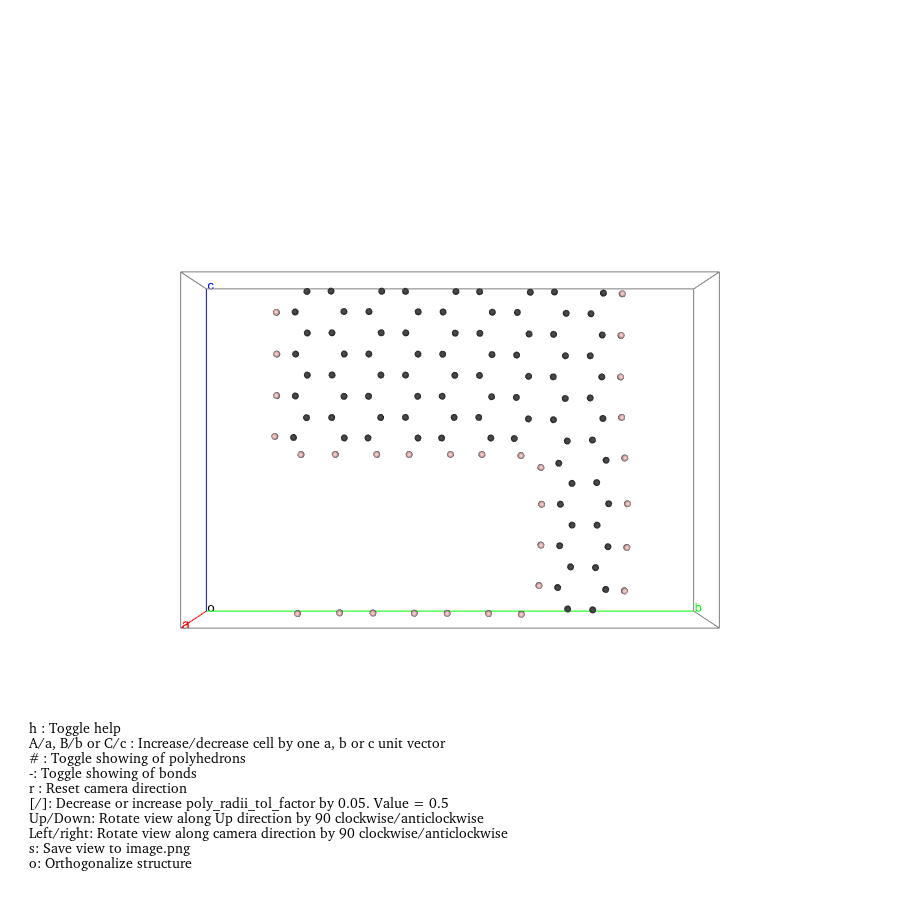 c
o
b
a
h : Toggle help
A/a, B/b or C/c : Increase/decrease cell by one a, b or c unit vector
# : Toggle showing of polyhedrons
-: Toggle showing of bonds
r : Reset camera direction
[/]: Decrease or increase poly_radii_tol_factor by 0.05. Value = 0.5
Up/Down: Rotate view along Up direction by 90 clockwise/anticlockwise
Left/right: Rotate view along camera direction by 90 clockwise/anticlockwise
s: Save view to image.png
o: Orthogonalize structure